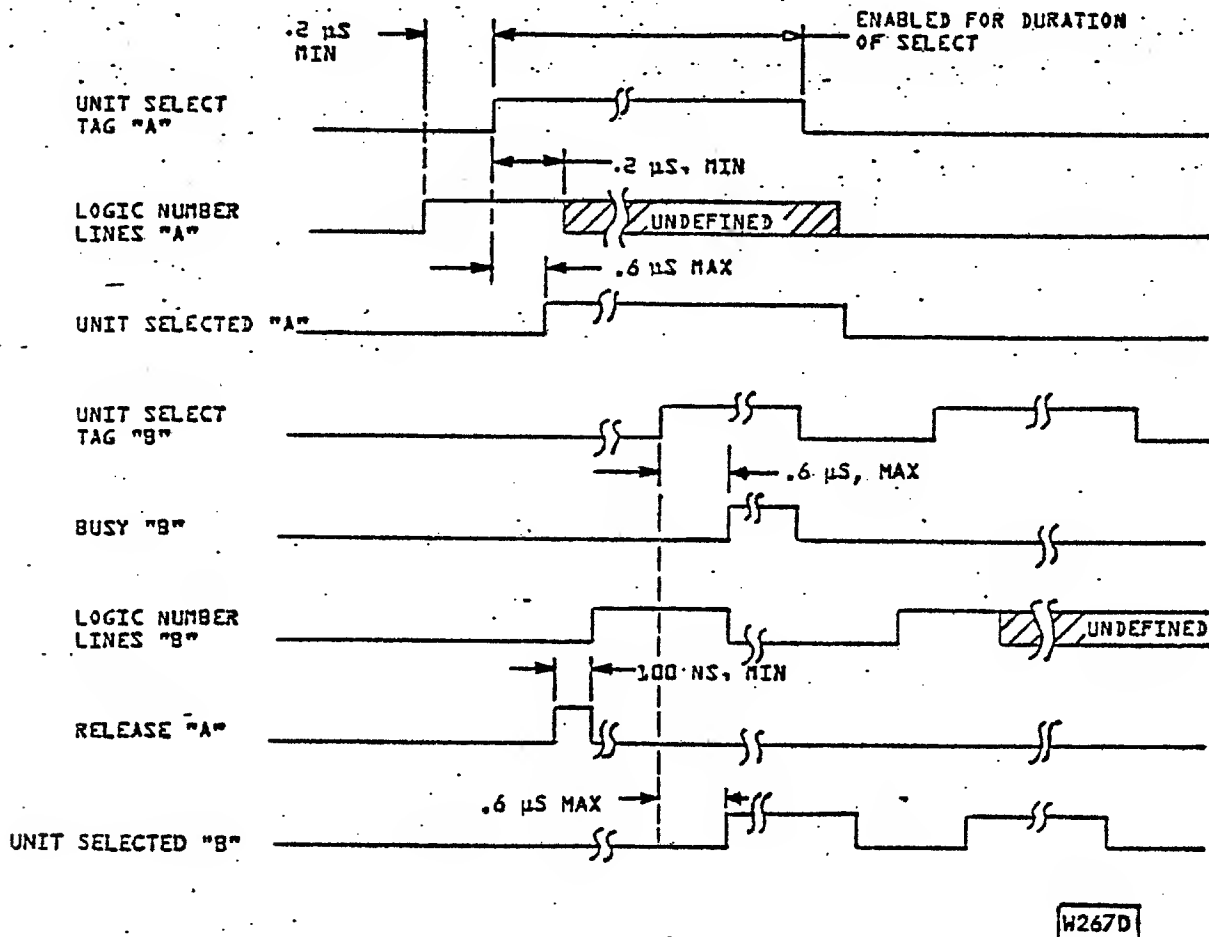 .2 µS
MIN
ENABLED FOR DURATION
OF SELECT
UNIT SELECT
TAG "A"
.2 µS, MIN
LOGIC NUMBER
LINES "A"
UNDEFINED
.6 µS MAX
UNIT SELECTED "A"
UNIT SELECT
TAG "B"
.6 µS, MAX
BUSY "B"
LOGIC NUMBER
LINES "B"
UNDEFINED
100 NS, MIN
RELEASE "A"
.6 µS MAX
UNIT SELECTED "B"
W267D